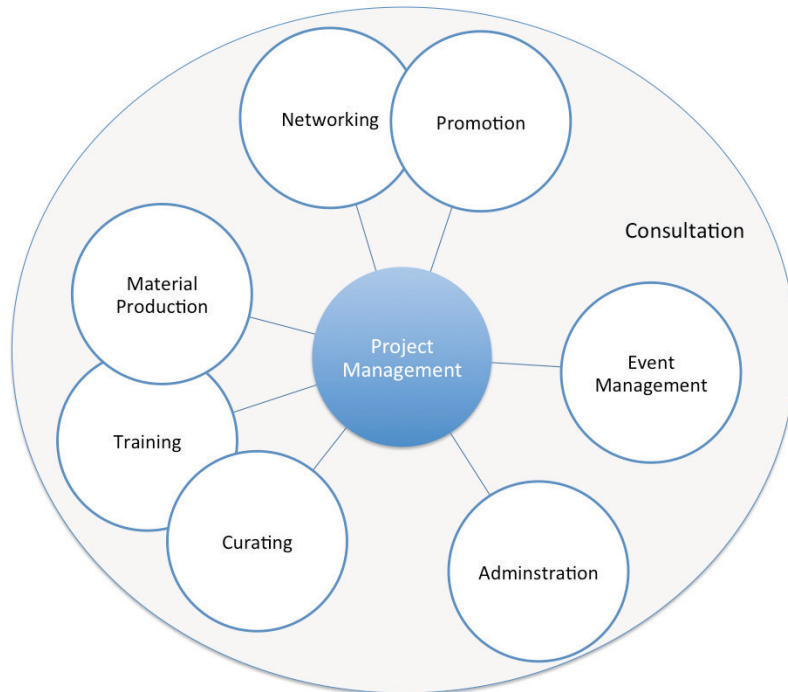 Networking
Promotion
Consultation
Material
Production
Project
Management
Event
Management
Training
Curating
Adminstration